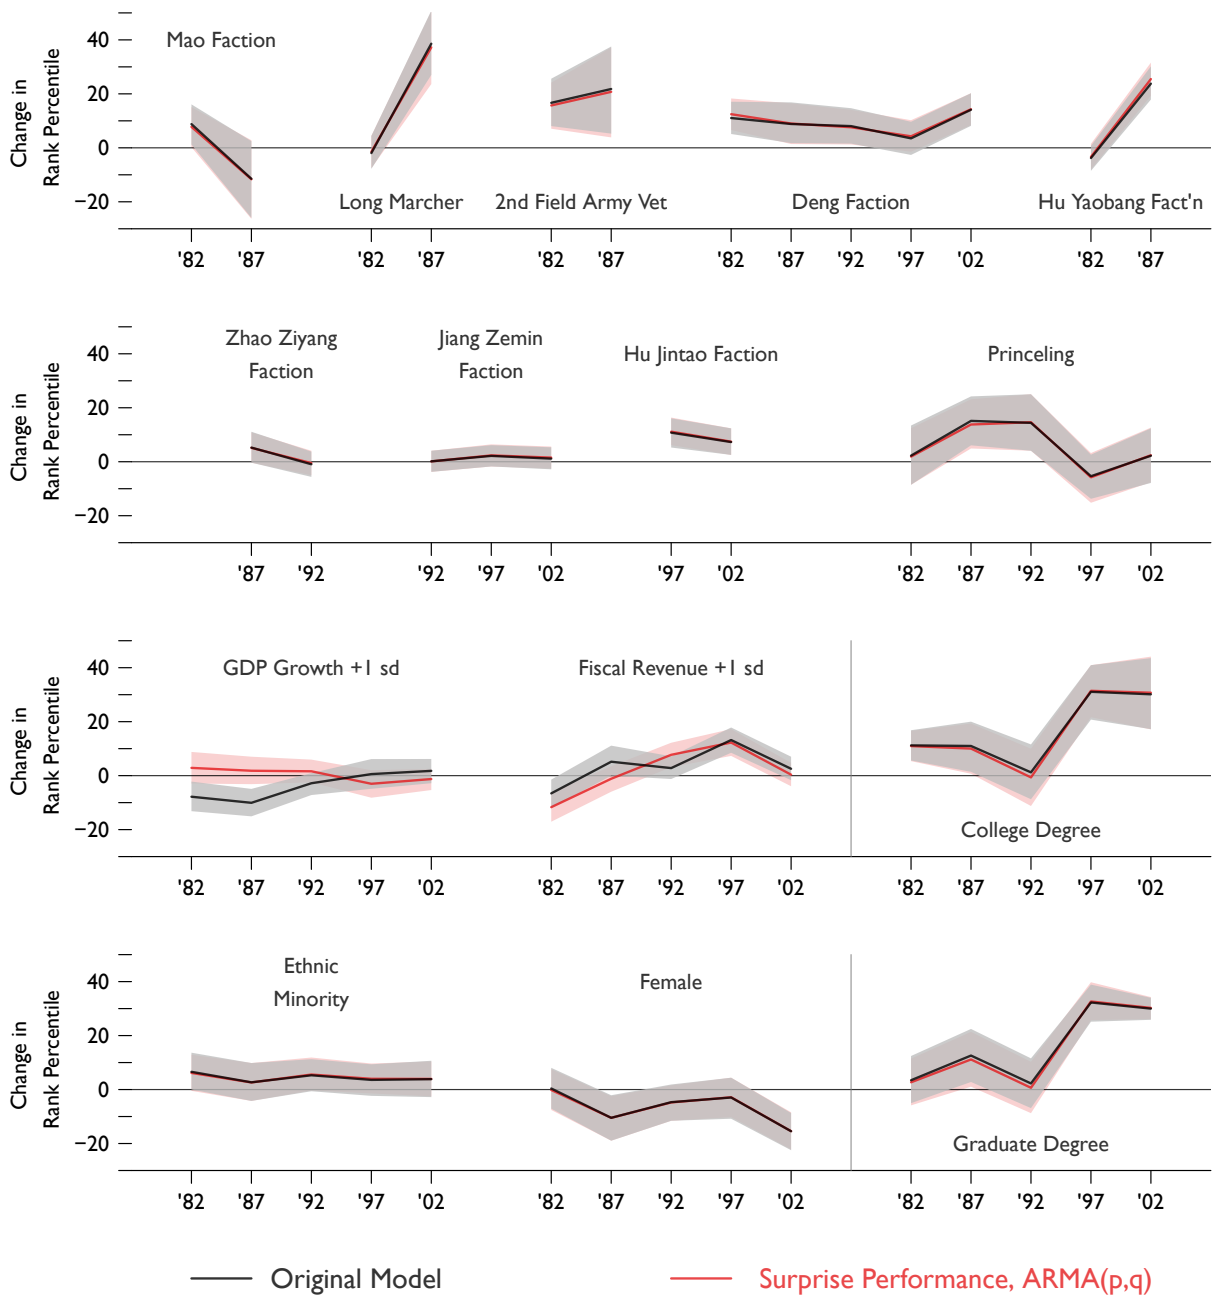 Change in
Rank Percentile
40
20
0
−20
Mao Faction
Long Marcher
2nd Field Army Vet
Deng Faction
Hu Yaobang Fact'n
'82 '87 '82 '87 '82 '87 '82 '87 '92 '97 '02 '82 '87
Change in
Rank Percentile
40
20
0
−20
Zhao Ziyang
Faction
Jiang Zemin
Faction
Hu Jintao Faction
Princeling
'87 '92 '92 '97 '02 '97 '02 '82 '87 '92 '97 '02
Change in
Rank Percentile
40
20
0
−20
GDP Growth +1 sd
Fiscal Revenue +1 sd
College Degree
'82 '87 '92 '97 '02 '82 '87 '92 '97 '02 '82 '87 '92 '97 '02
Change in
Rank Percentile
40
20
0
−20
Ethnic
Minority
Female
Graduate Degree
'82 '87 '92 '97 '02 '82 '87 '92 '97 '02 '82 '87 '92 '97 '02
Original Model
Surprise Performance, ARMA(p,q)